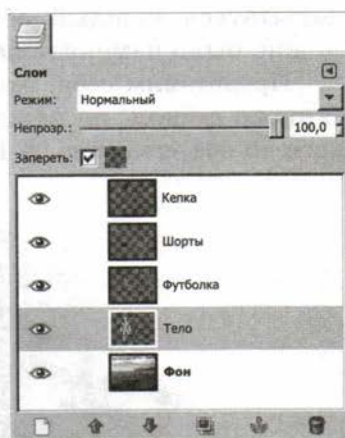 Слои
Режим: Нормальный
Непрозр.: 100,0
Запереть:
Кепка
Шорты
Футболка
Тело
Фон